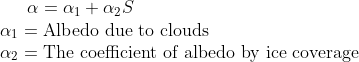 α = α₁ + α₂S
α₁ = Albedo due to clouds
α₂ = The coefficient of albedo by ice coverage